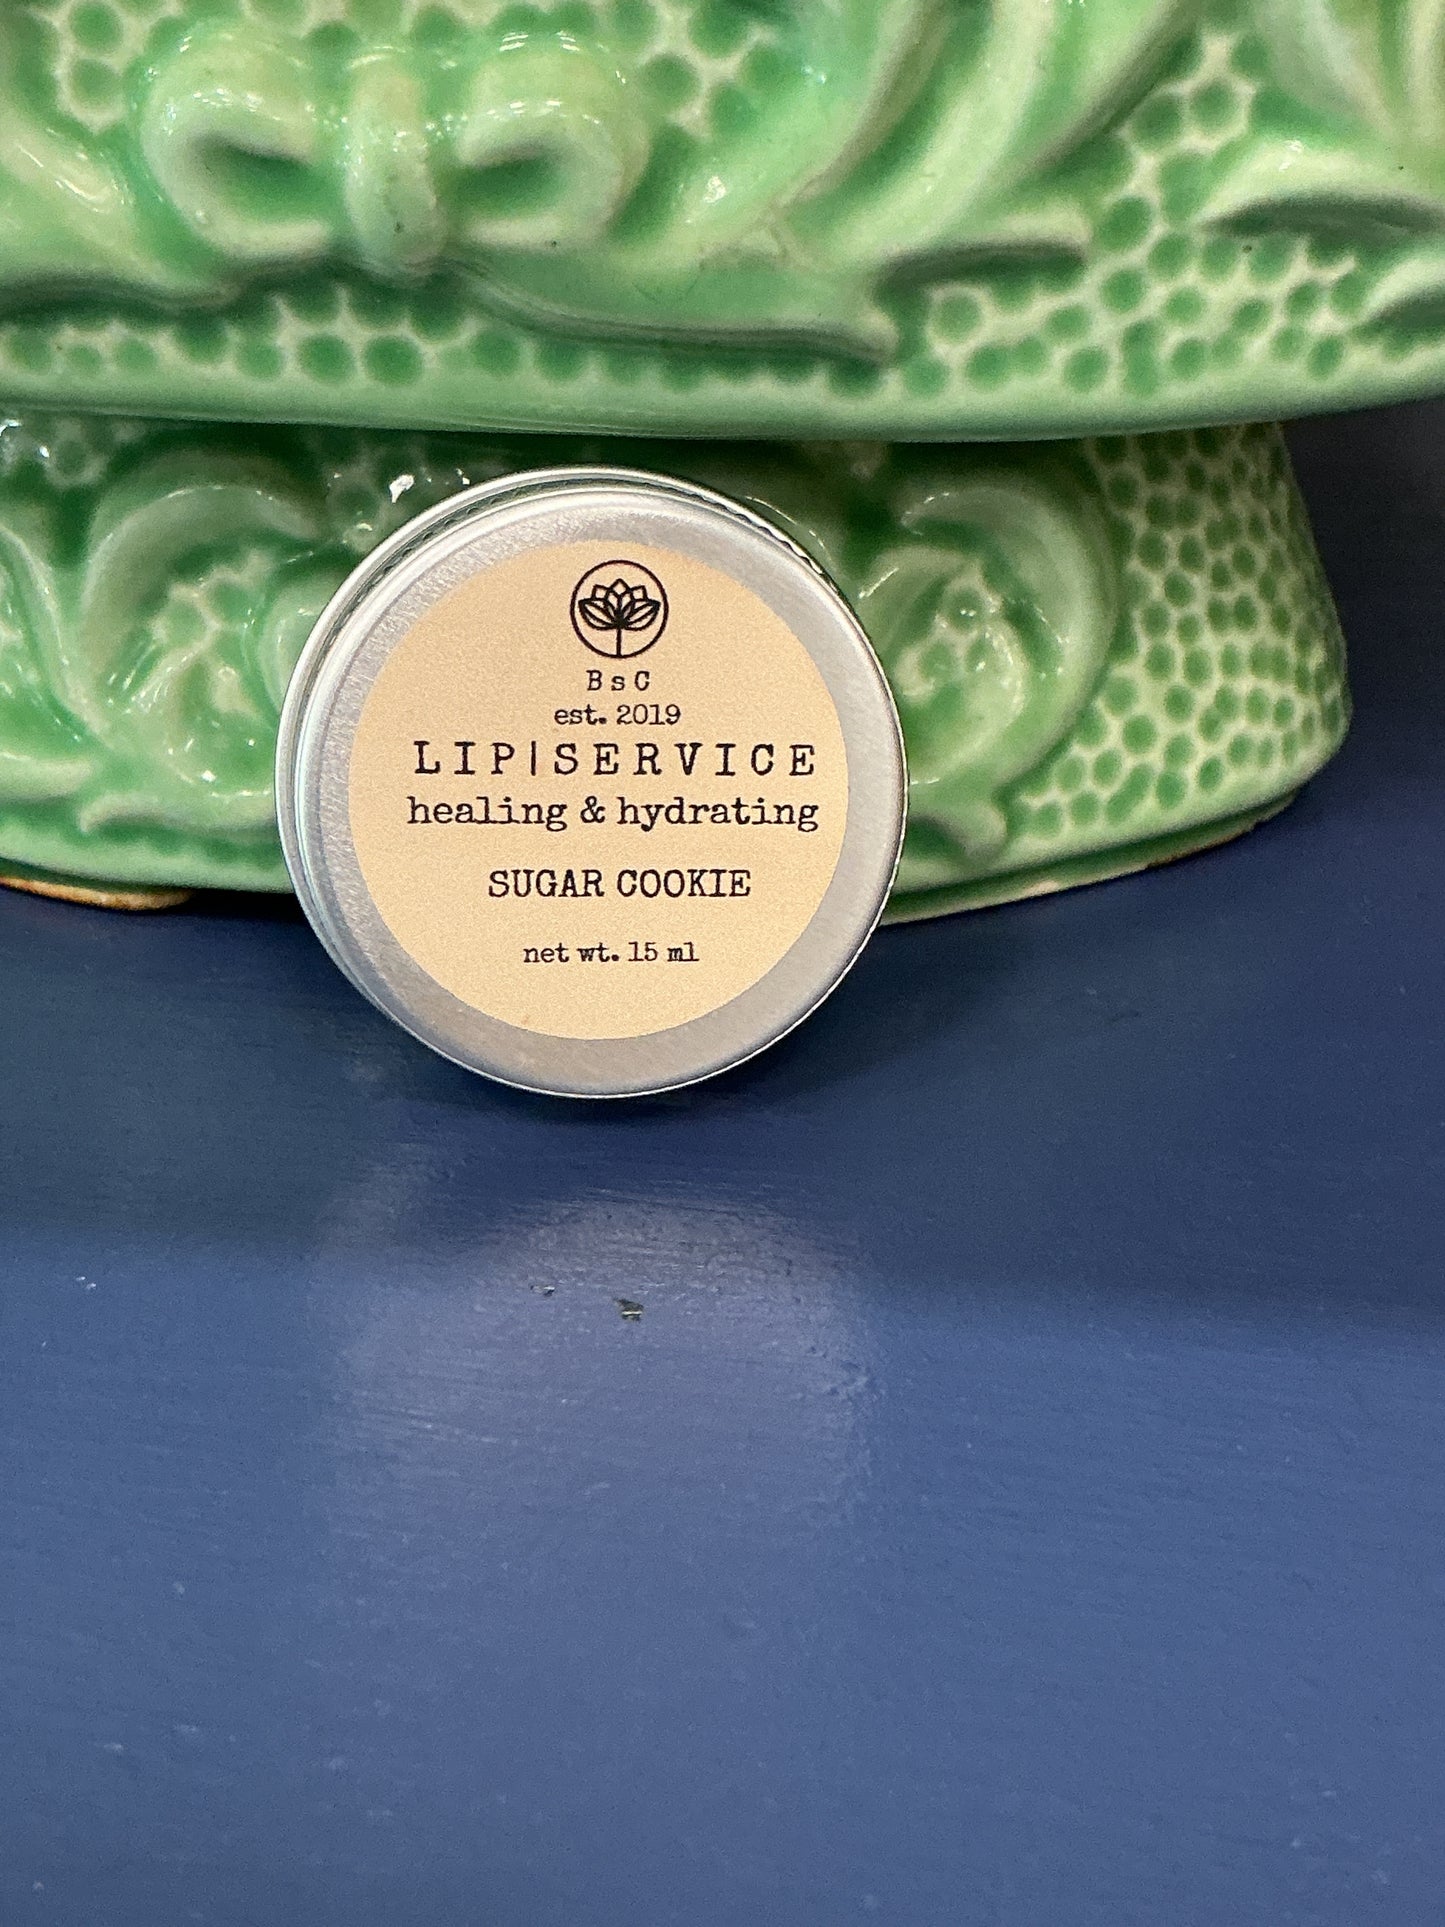 BsC
est. 2019
LIP|SERVICE
healing & hydrating
SUGAR COOKIE
net wt. 15 ml